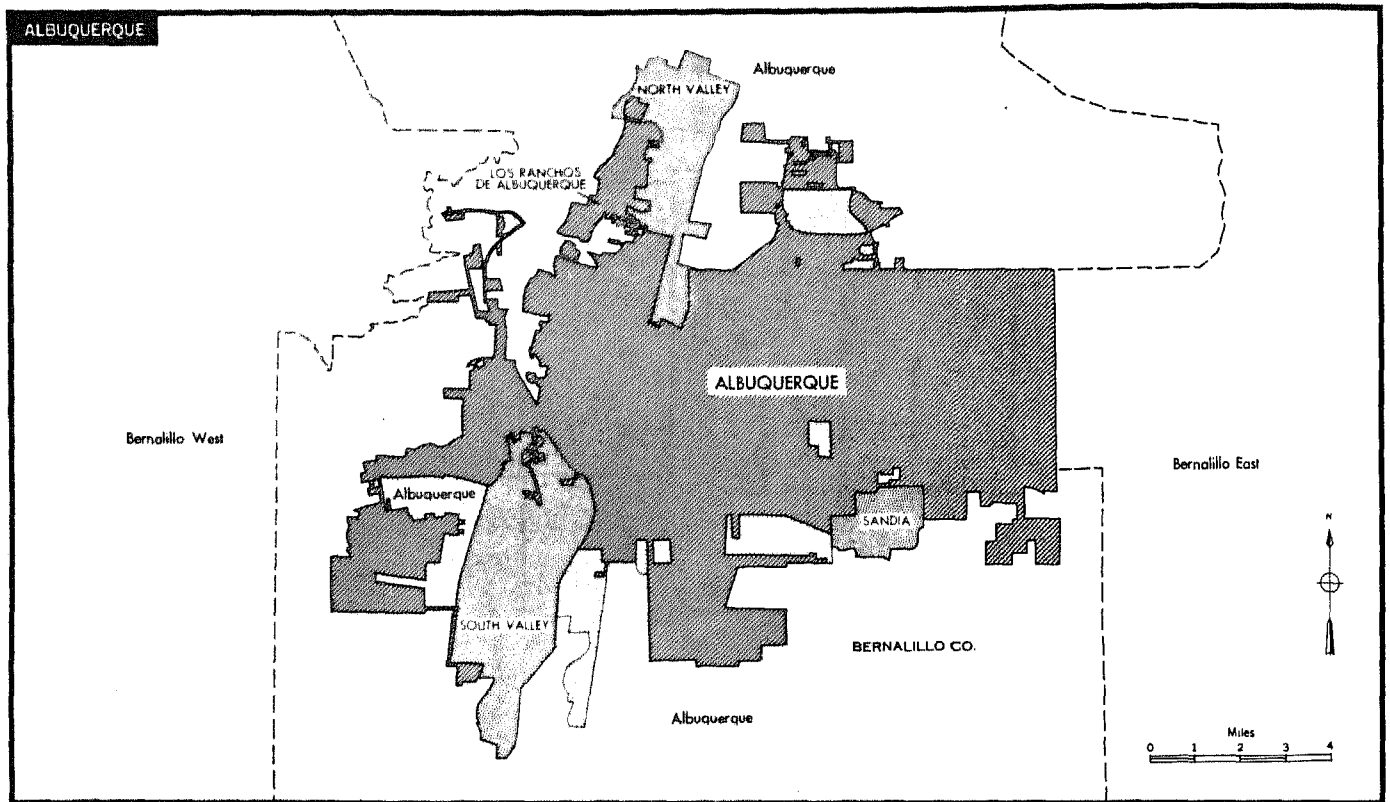 ALBUQUERQUE
Albuquerque
NORTH VALLEY
LOS RANCHOS
DE ALBUQUERQUE
ALBUQUERQUE
Bernalillo West
Bernalillo East
Albuquerque
SANDIA
N
SOUTH VALLEY
BERNALILLO CO.
Albuquerque
Miles
0 1 2 3 4